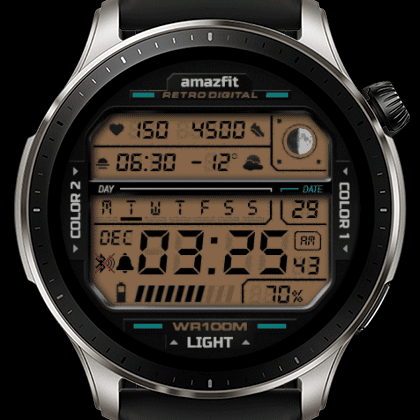 amazfit
RETRO DIGITAL
150 4500
06:30 -12°
DAY DATE
M T W T F S S 29
COLOR 2
COLOR 1
DEC 03:25 AM
43
70%
WR100M
LIGHT